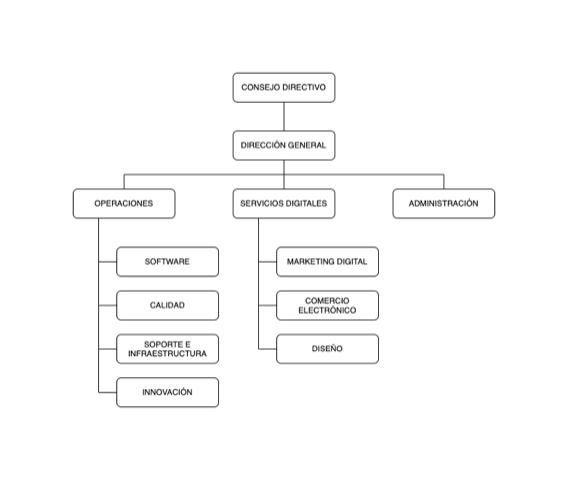 CONSEJO DIRECTIVO
DIRECCIÓN GENERAL
OPERACIONES
SERVICIOS DIGITALES
ADMINISTRACIÓN
SOFTWARE
CALIDAD
SOPORTE E
INFRAESTRUCTURA
INNOVACIÓN
MARKETING DIGITAL
COMERCIO
ELECTRÓNICO
DISEÑO